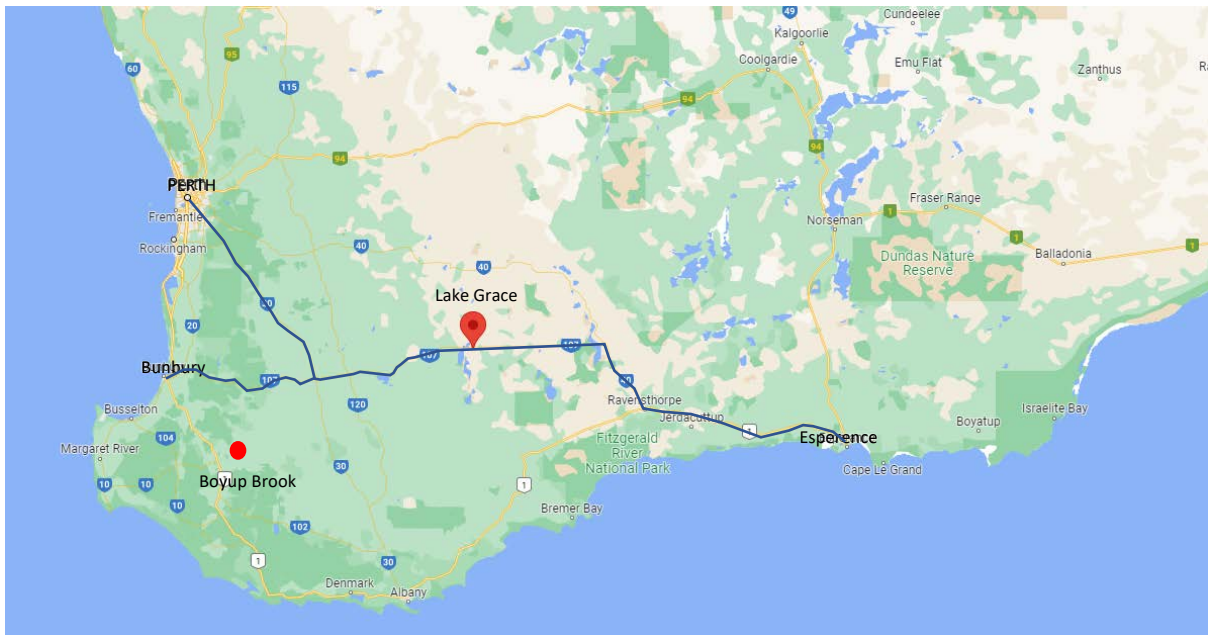 Cundeelee
49
Kalgoorlie
60
95
Coolgardie
Emu Flat
Zanthus
115
94
94
94
PERTH
Fremantle
Rockingham
Fraser Range
Norseman
1
1
1
40
Balladonia
40
Dundas Nature
Reserve
Lake Grace
20
107
107
Bunbury
107
120
Ravensthorpe
Busselton
Jerdacuttup
Boyatup
Israelite Bay
104
1
Esperence
Margaret River
Fitzgerald
River
National Park
Cape Le Grand
30
Boyup Brook
10
10
1
10
Bremer Bay
102
1
30
Denmark
Albany